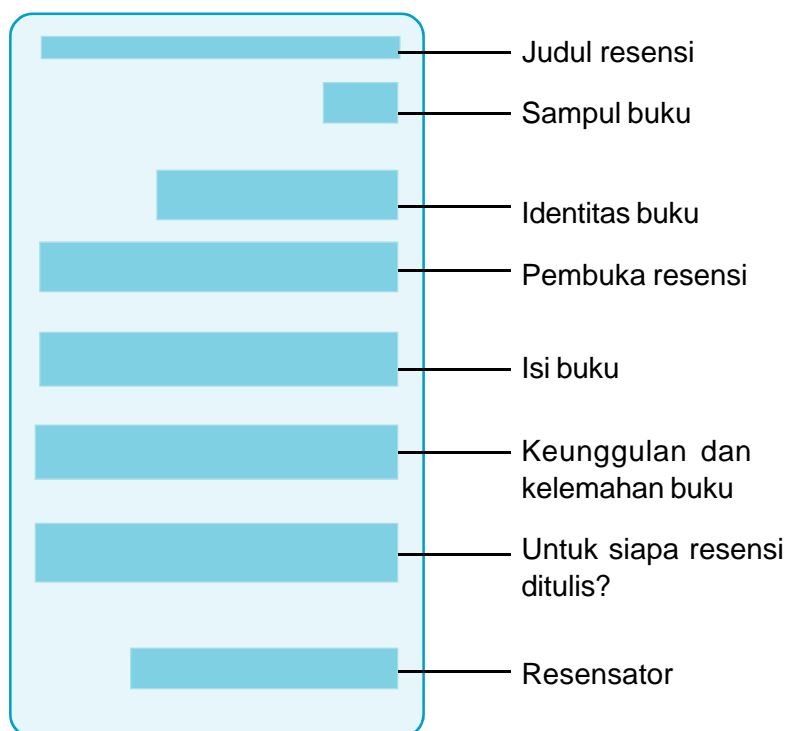 Judul resensi
Sampul buku
Identitas buku
Pembuka resensi
Isi buku
Keunggulan dan
kelemahan buku
Untuk siapa resensi
ditulis?
Resensator